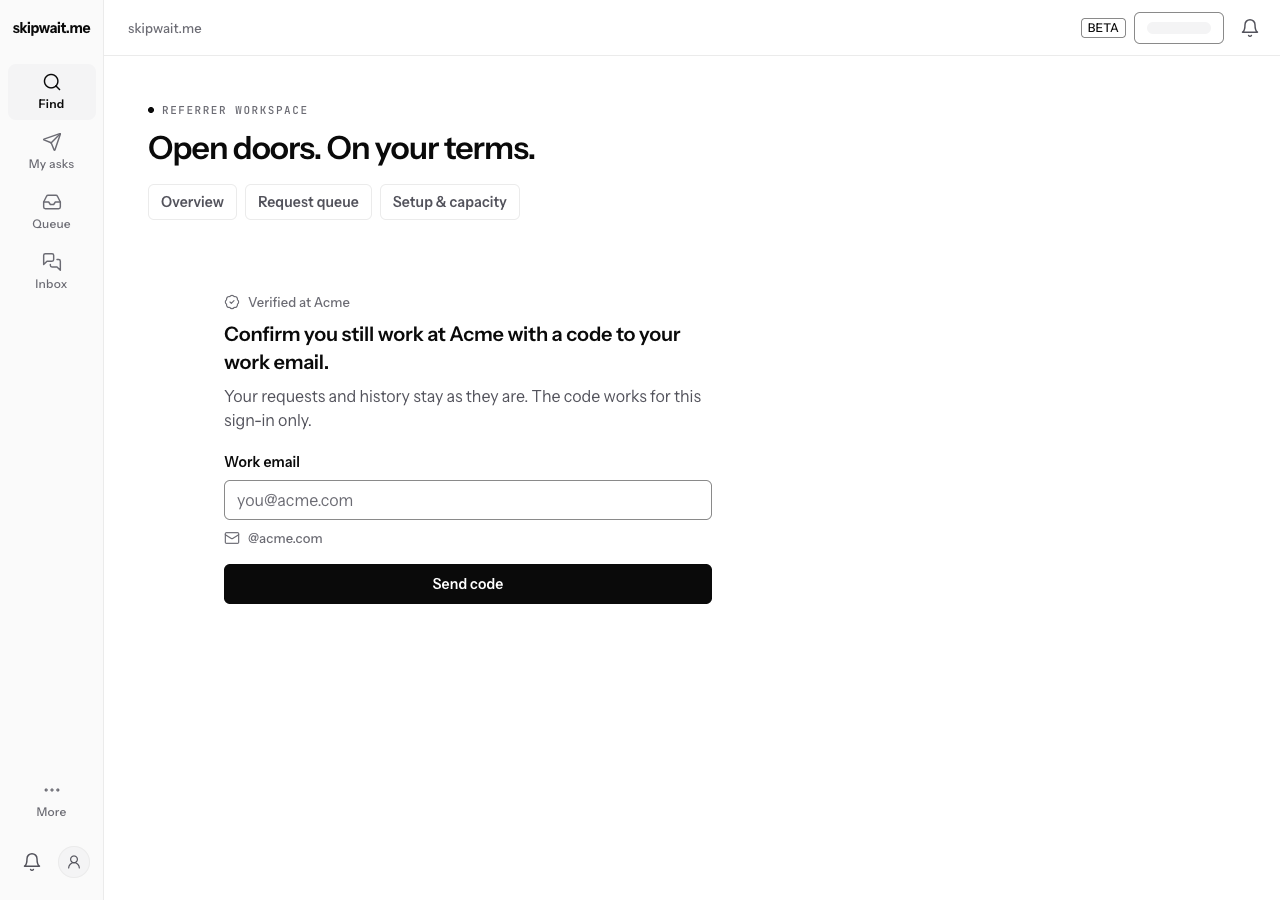 skipwait.me
skipwait.me
BETA
Find
My asks
Queue
Inbox
REFERRER WORKSPACE
Open doors. On your terms.
Overview
Request queue
Setup & capacity
Verified at Acme
Confirm you still work at Acme with a code to your
work email.
Your requests and history stay as they are. The code works for this
sign-in only.
Work email
you@acme.com
@acme.com
Send code
More